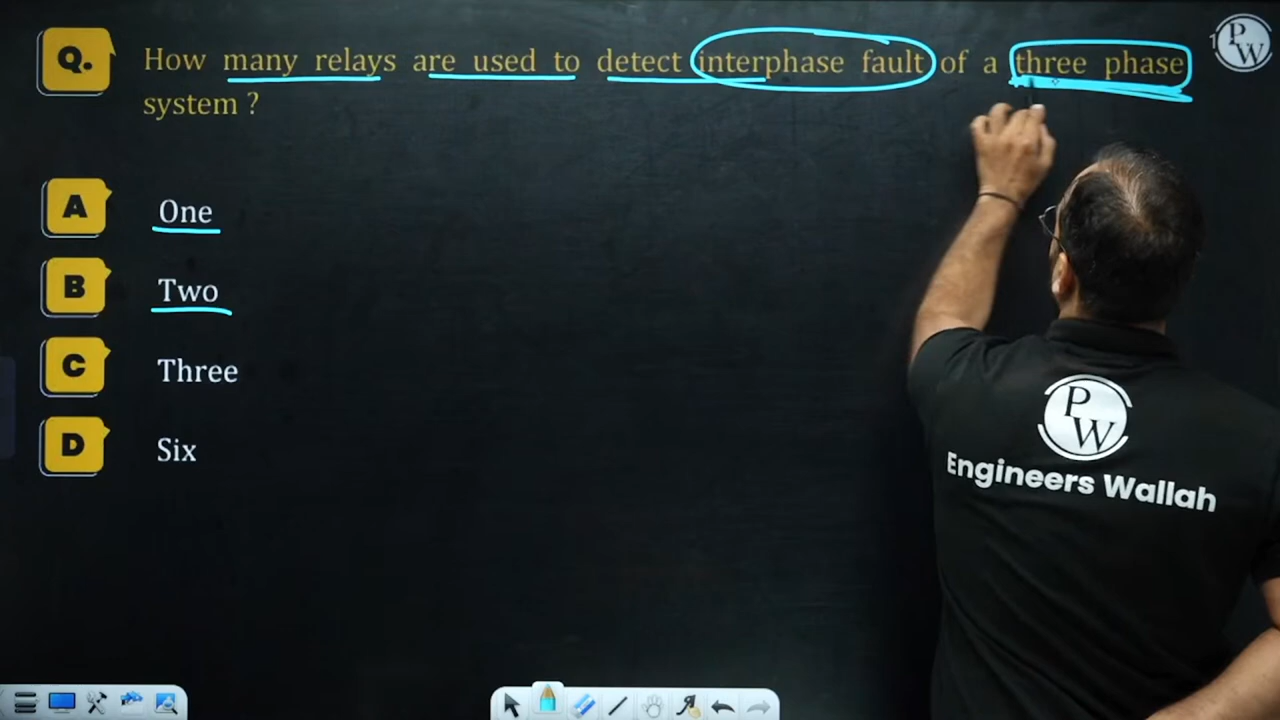 Q. How many relays are used to detect interphase fault of a three phase
system ?
A One
B Two
C Three
D Six
PW
PW
Engineers Wallah